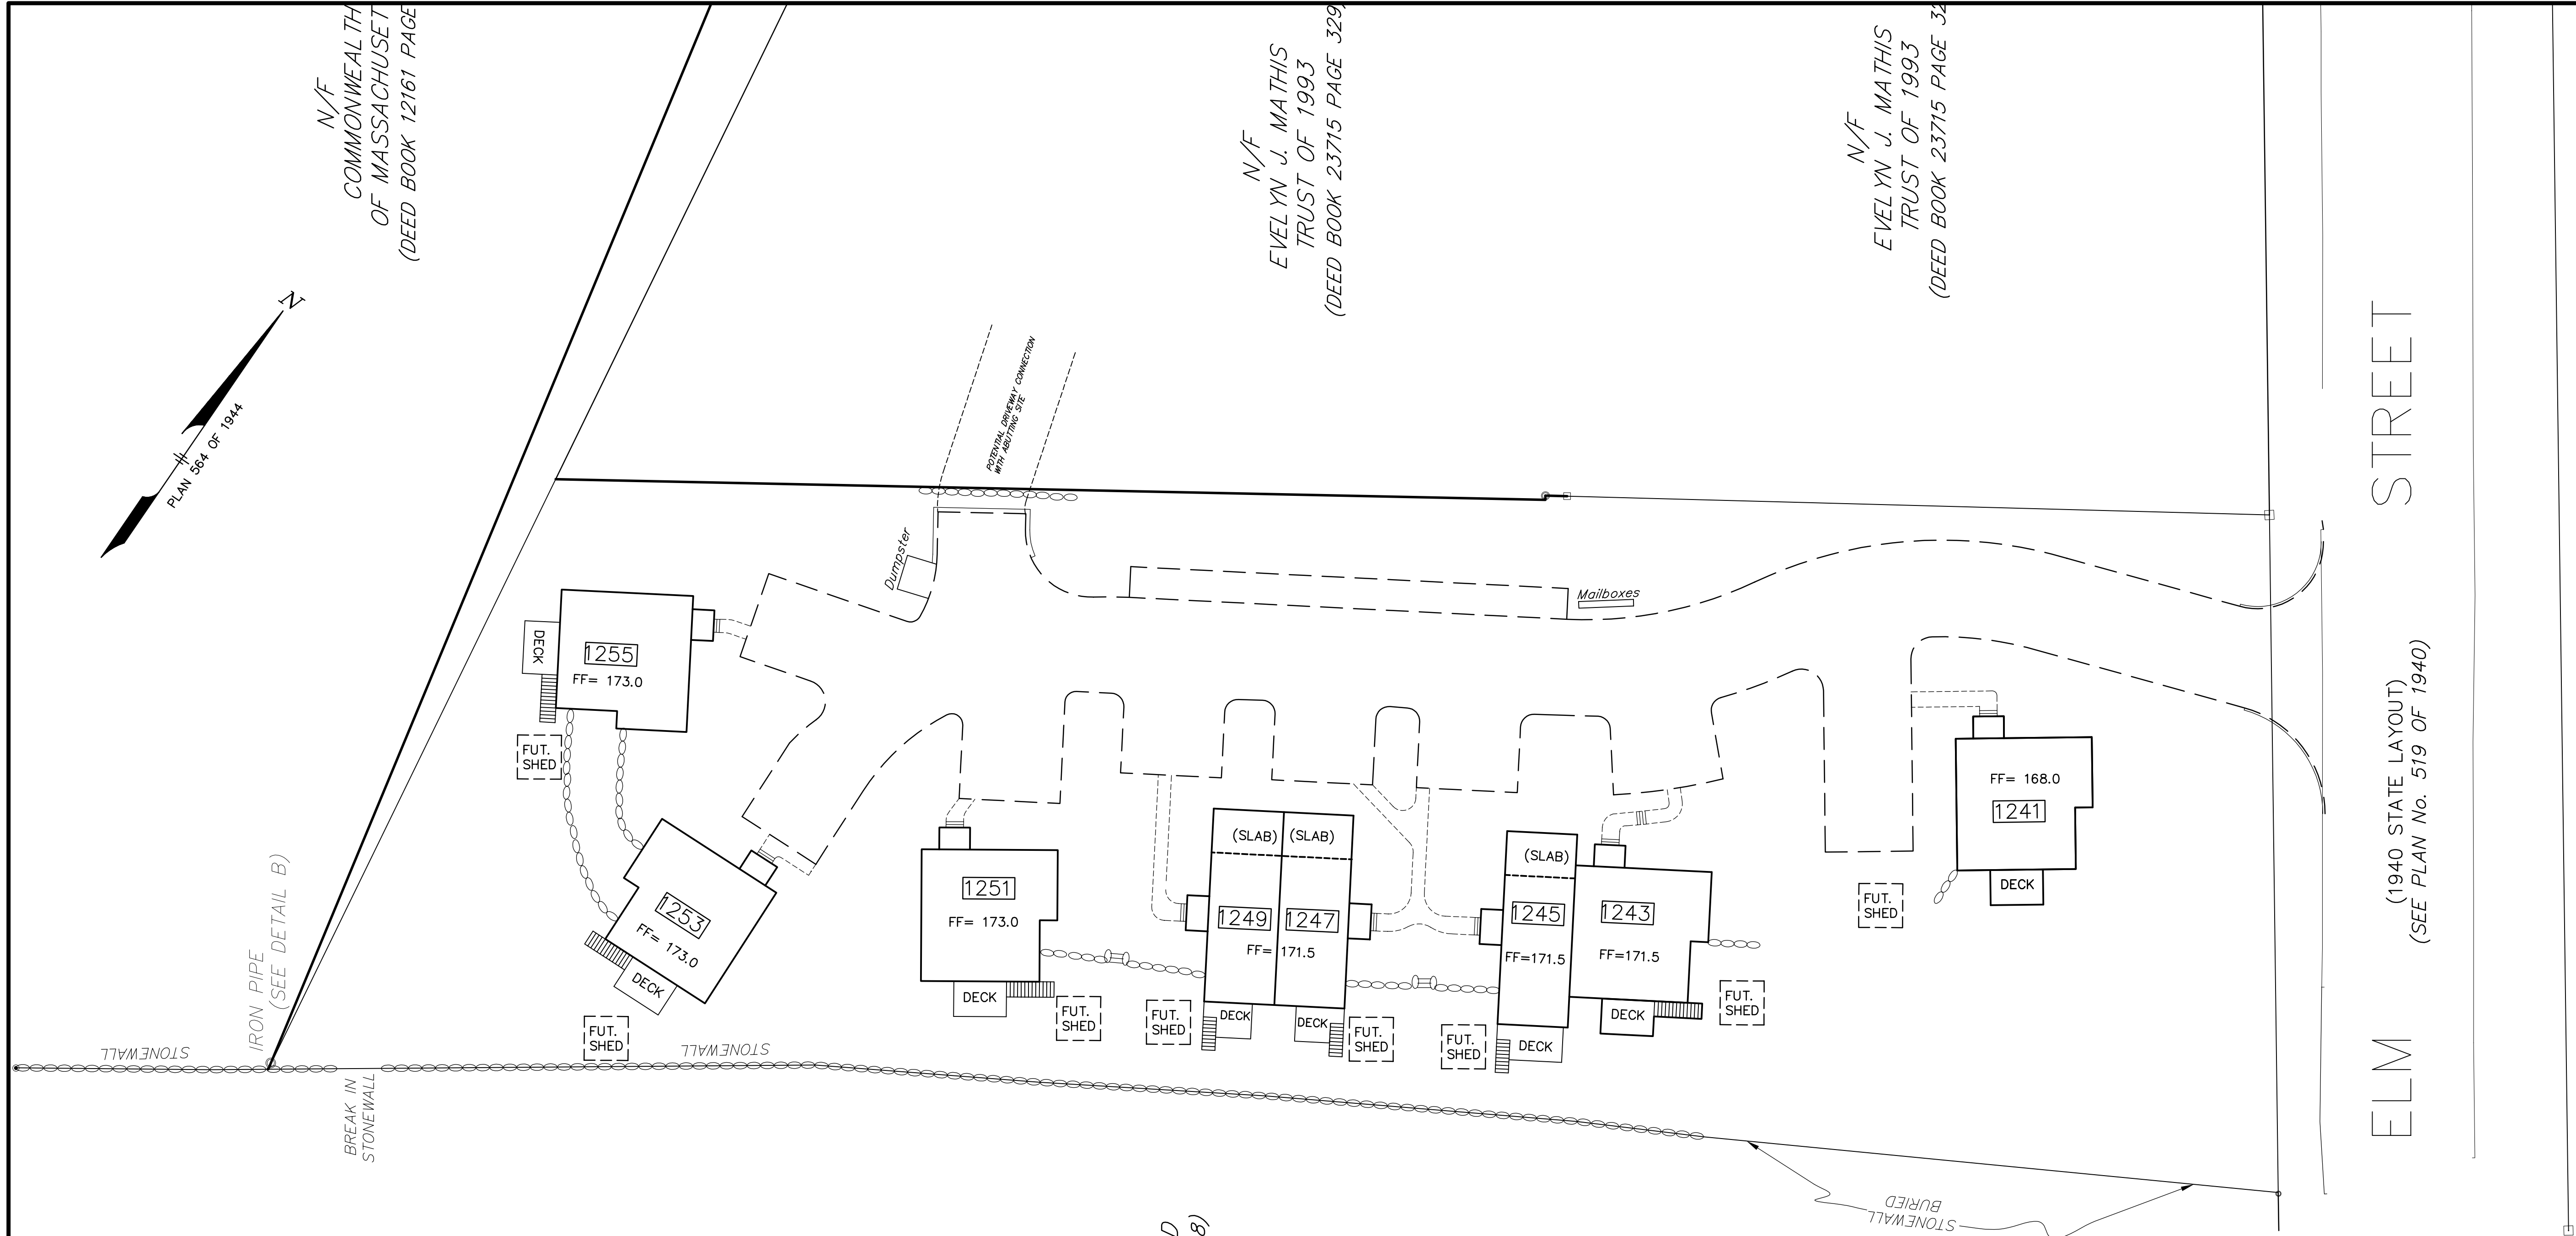 N/F
COMMONWEALTH
OF MASSACHUSET
(DEED BOOK 12161 PAGE
N/F
EVELYN J. MATHIS
TRUST OF 1993
(DEED BOOK 23715 PAGE 329)
N/F
EVELYN J. MATHIS
TRUST OF 1993
(DEED BOOK 23715 PAGE 32
N
PLAN 564 OF 1944
POTENTIAL DRIVEWAY CONNECTION
WITH ABUTTING SITE
Dumpster
Mailboxes
DECK
1255
FF= 173.0
FUT.
SHED
1253
FF= 173.0
DECK
FUT.
SHED
1251
FF= 173.0
DECK
FUT.
SHED
FUT.
SHED
(SLAB)
(SLAB)
1249
1247
FF= 171.5
DECK
DECK
FUT.
SHED
FUT.
SHED
(SLAB)
1245
FF=171.5
DECK
1243
FF=171.5
DECK
FUT.
SHED
FUT.
SHED
FF= 168.0
1241
DECK
IRON PIPE
(SEE DETAIL B)
STONEWALL
STONEWALL
BREAK IN
STONEWALL
STONEWALL
BURIED
D
8)
ELM STREET
(1940 STATE LAYOUT)
(SEE PLAN No. 519 OF 1940)